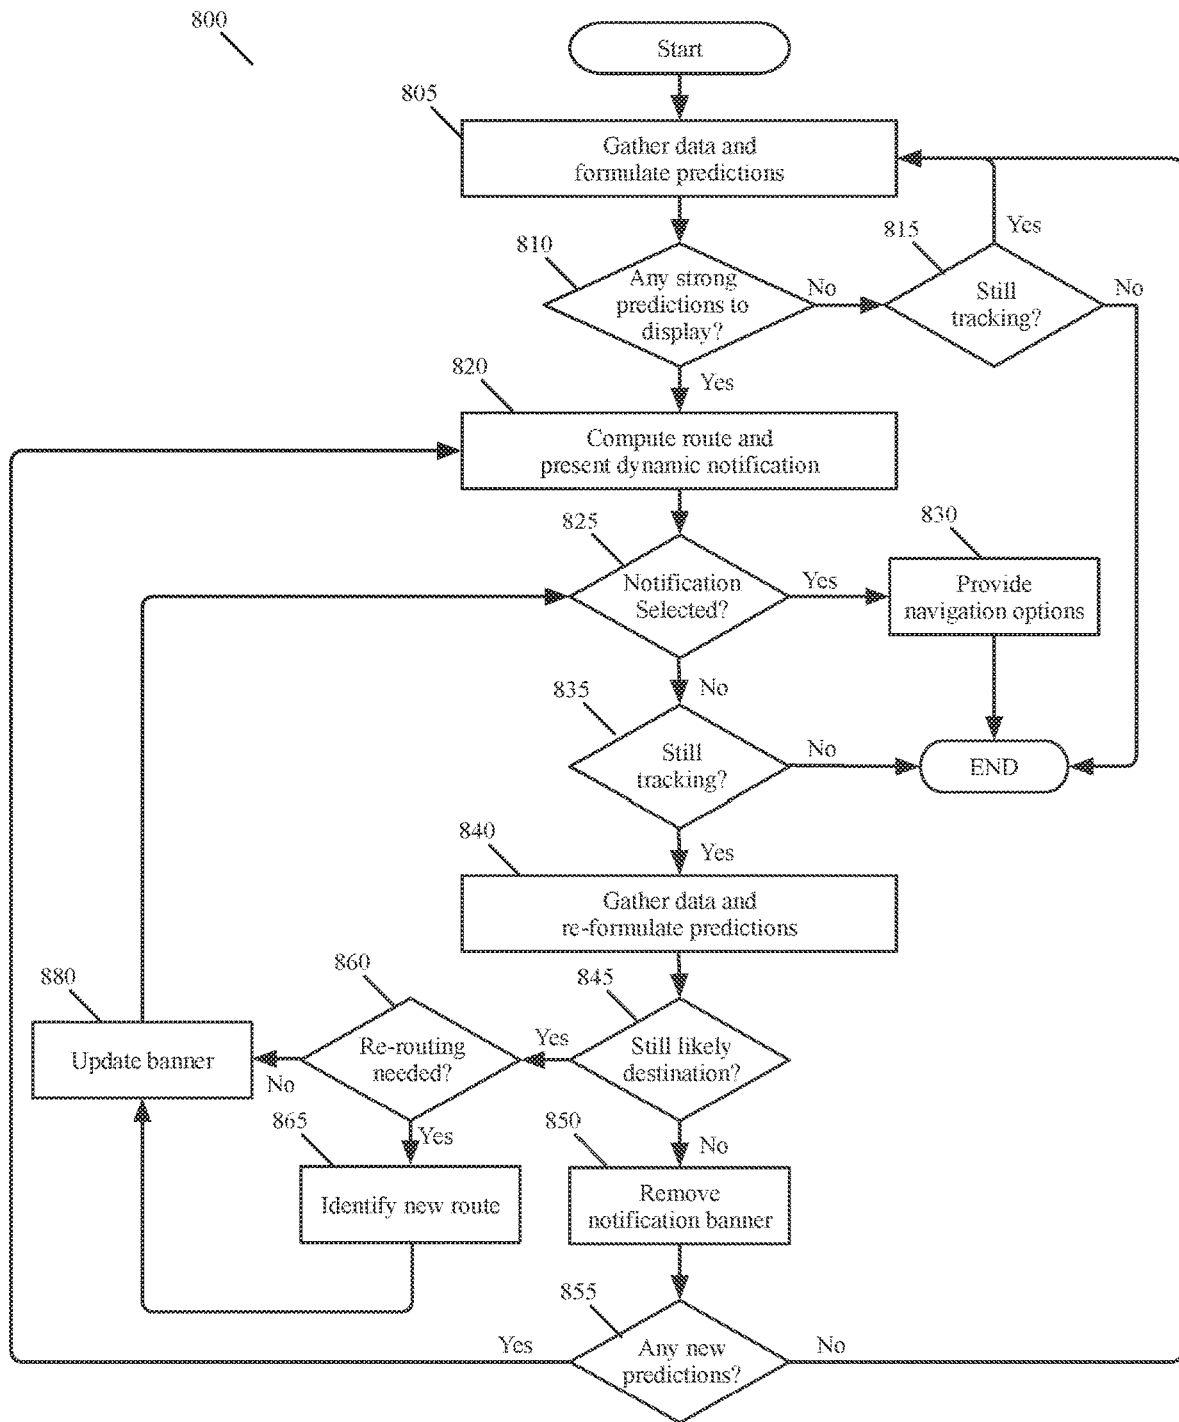 800
Start
805
Gather data and
formulate predictions
Yes
810
815
Any strong
predictions to
display?
No
Still
tracking?
No
820
Yes
Compute route and
present dynamic notification
825
830
Notification
Selected?
Yes
Provide
navigation options
No
835
Still
tracking?
No
END
840
Yes
Gather data and
re-formulate predictions
880
860
845
Update banner
No
Re-routing
needed?
Yes
Still likely
destination?
865
Yes
850
No
Identify new route
Remove
notification banner
855
Yes
Any new
predictions?
No